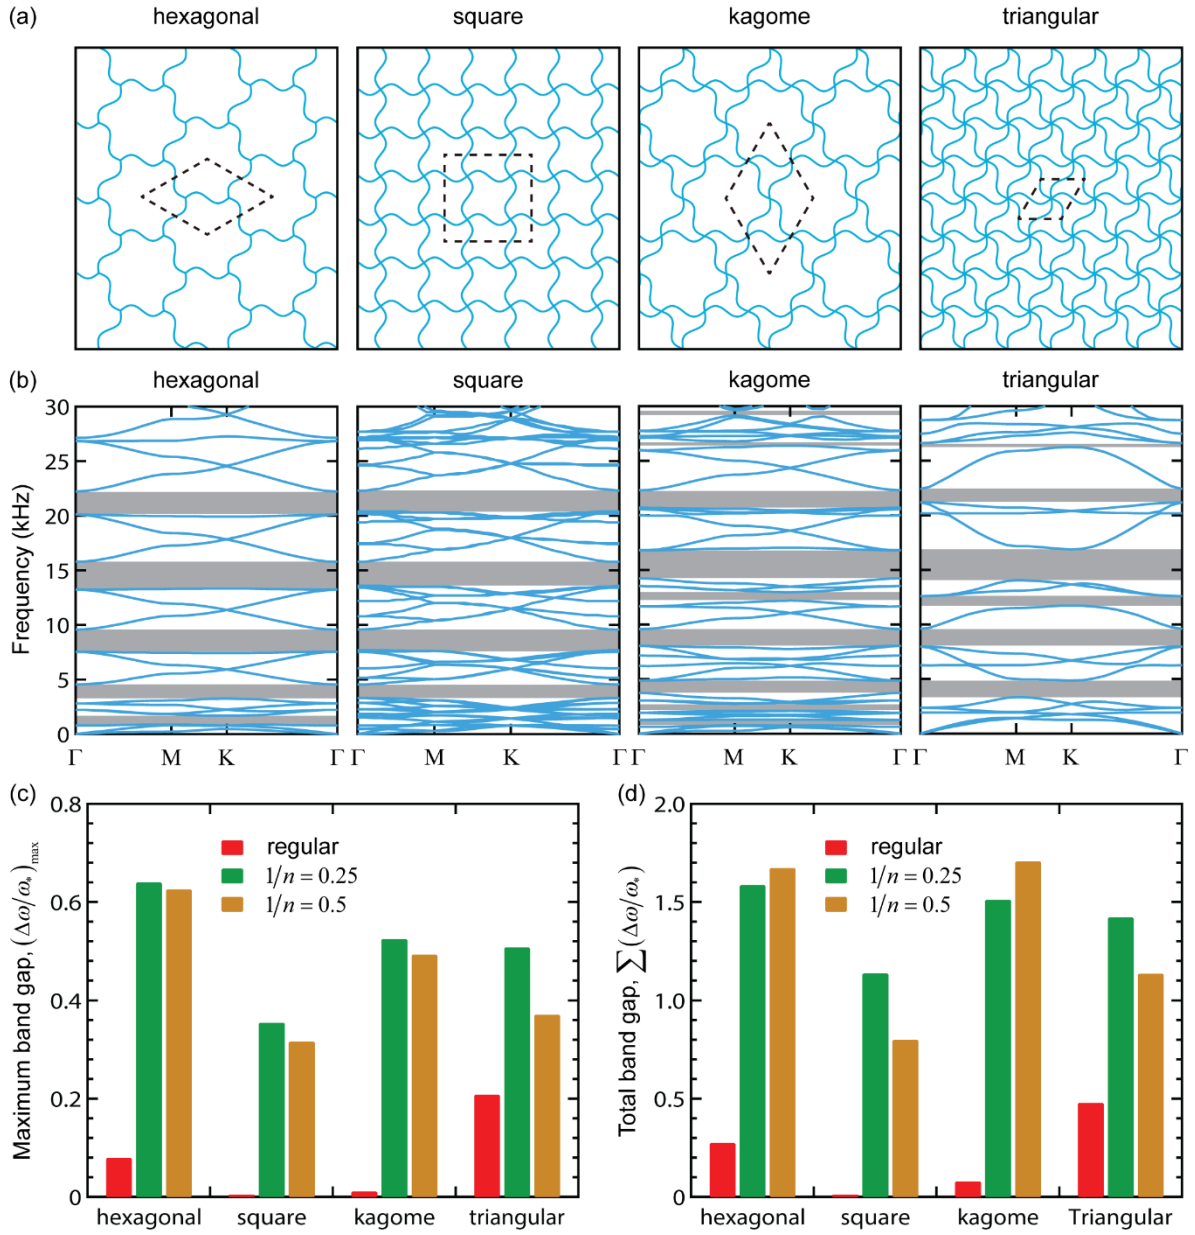 (a) hexagonal square kagome triangular
(b) hexagonal square kagome triangular
Frequency (kHz)
30
25
20
15
10
5
0
Γ M K Γ Γ M K Γ Γ M K Γ Γ M K Γ
(c)
Maximum band gap, (Δω/ω*)max
0.8
0.6
0.4
0.2
0
regular
1/n = 0.25
1/n = 0.5
hexagonal square kagome triangular
(d)
Total band gap, ∑(Δω/ω*)
2.0
1.5
1.0
0.5
0
regular
1/n = 0.25
1/n = 0.5
hexagonal square kagome Triangular